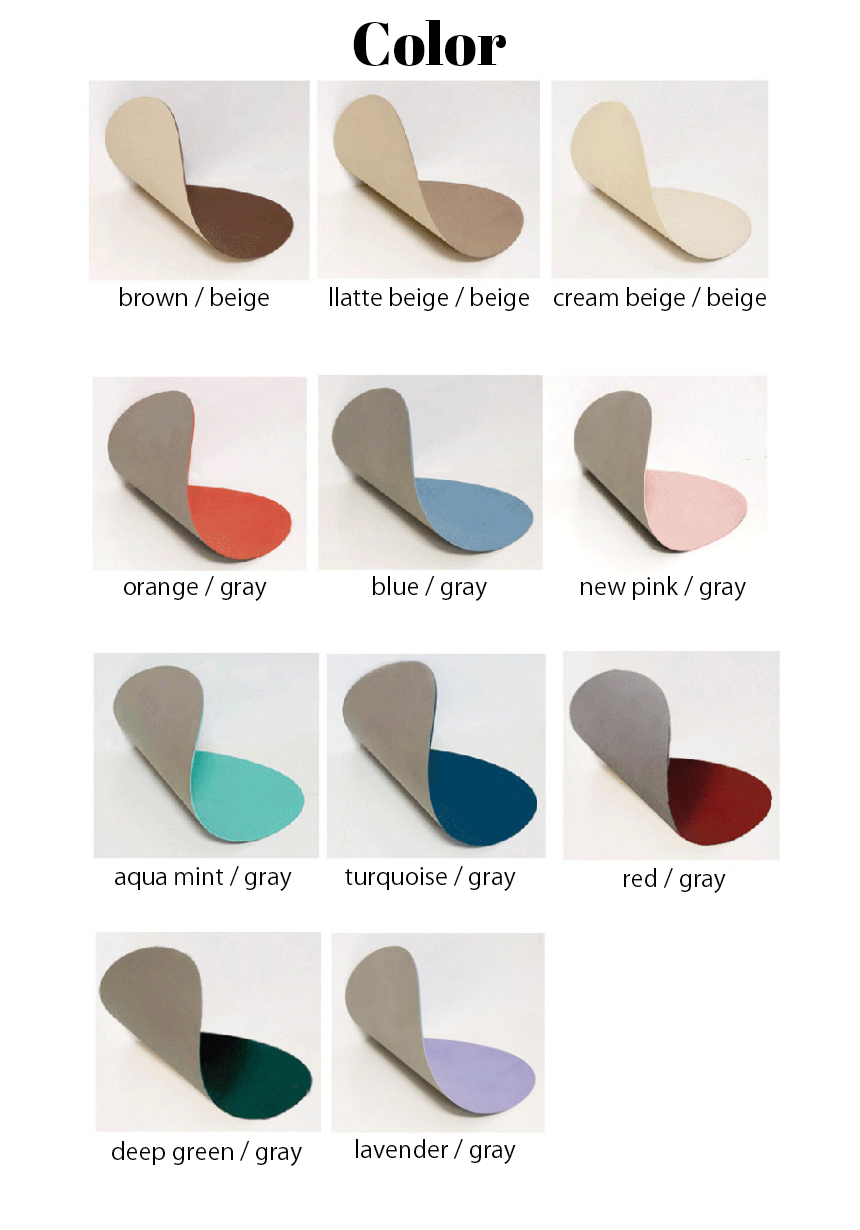 Color
brown / beige
llatte beige / beige
cream beige / beige
orange / gray
blue / gray
new pink / gray
aqua mint / gray
turquoise / gray
red / gray
deep green / gray
lavender / gray